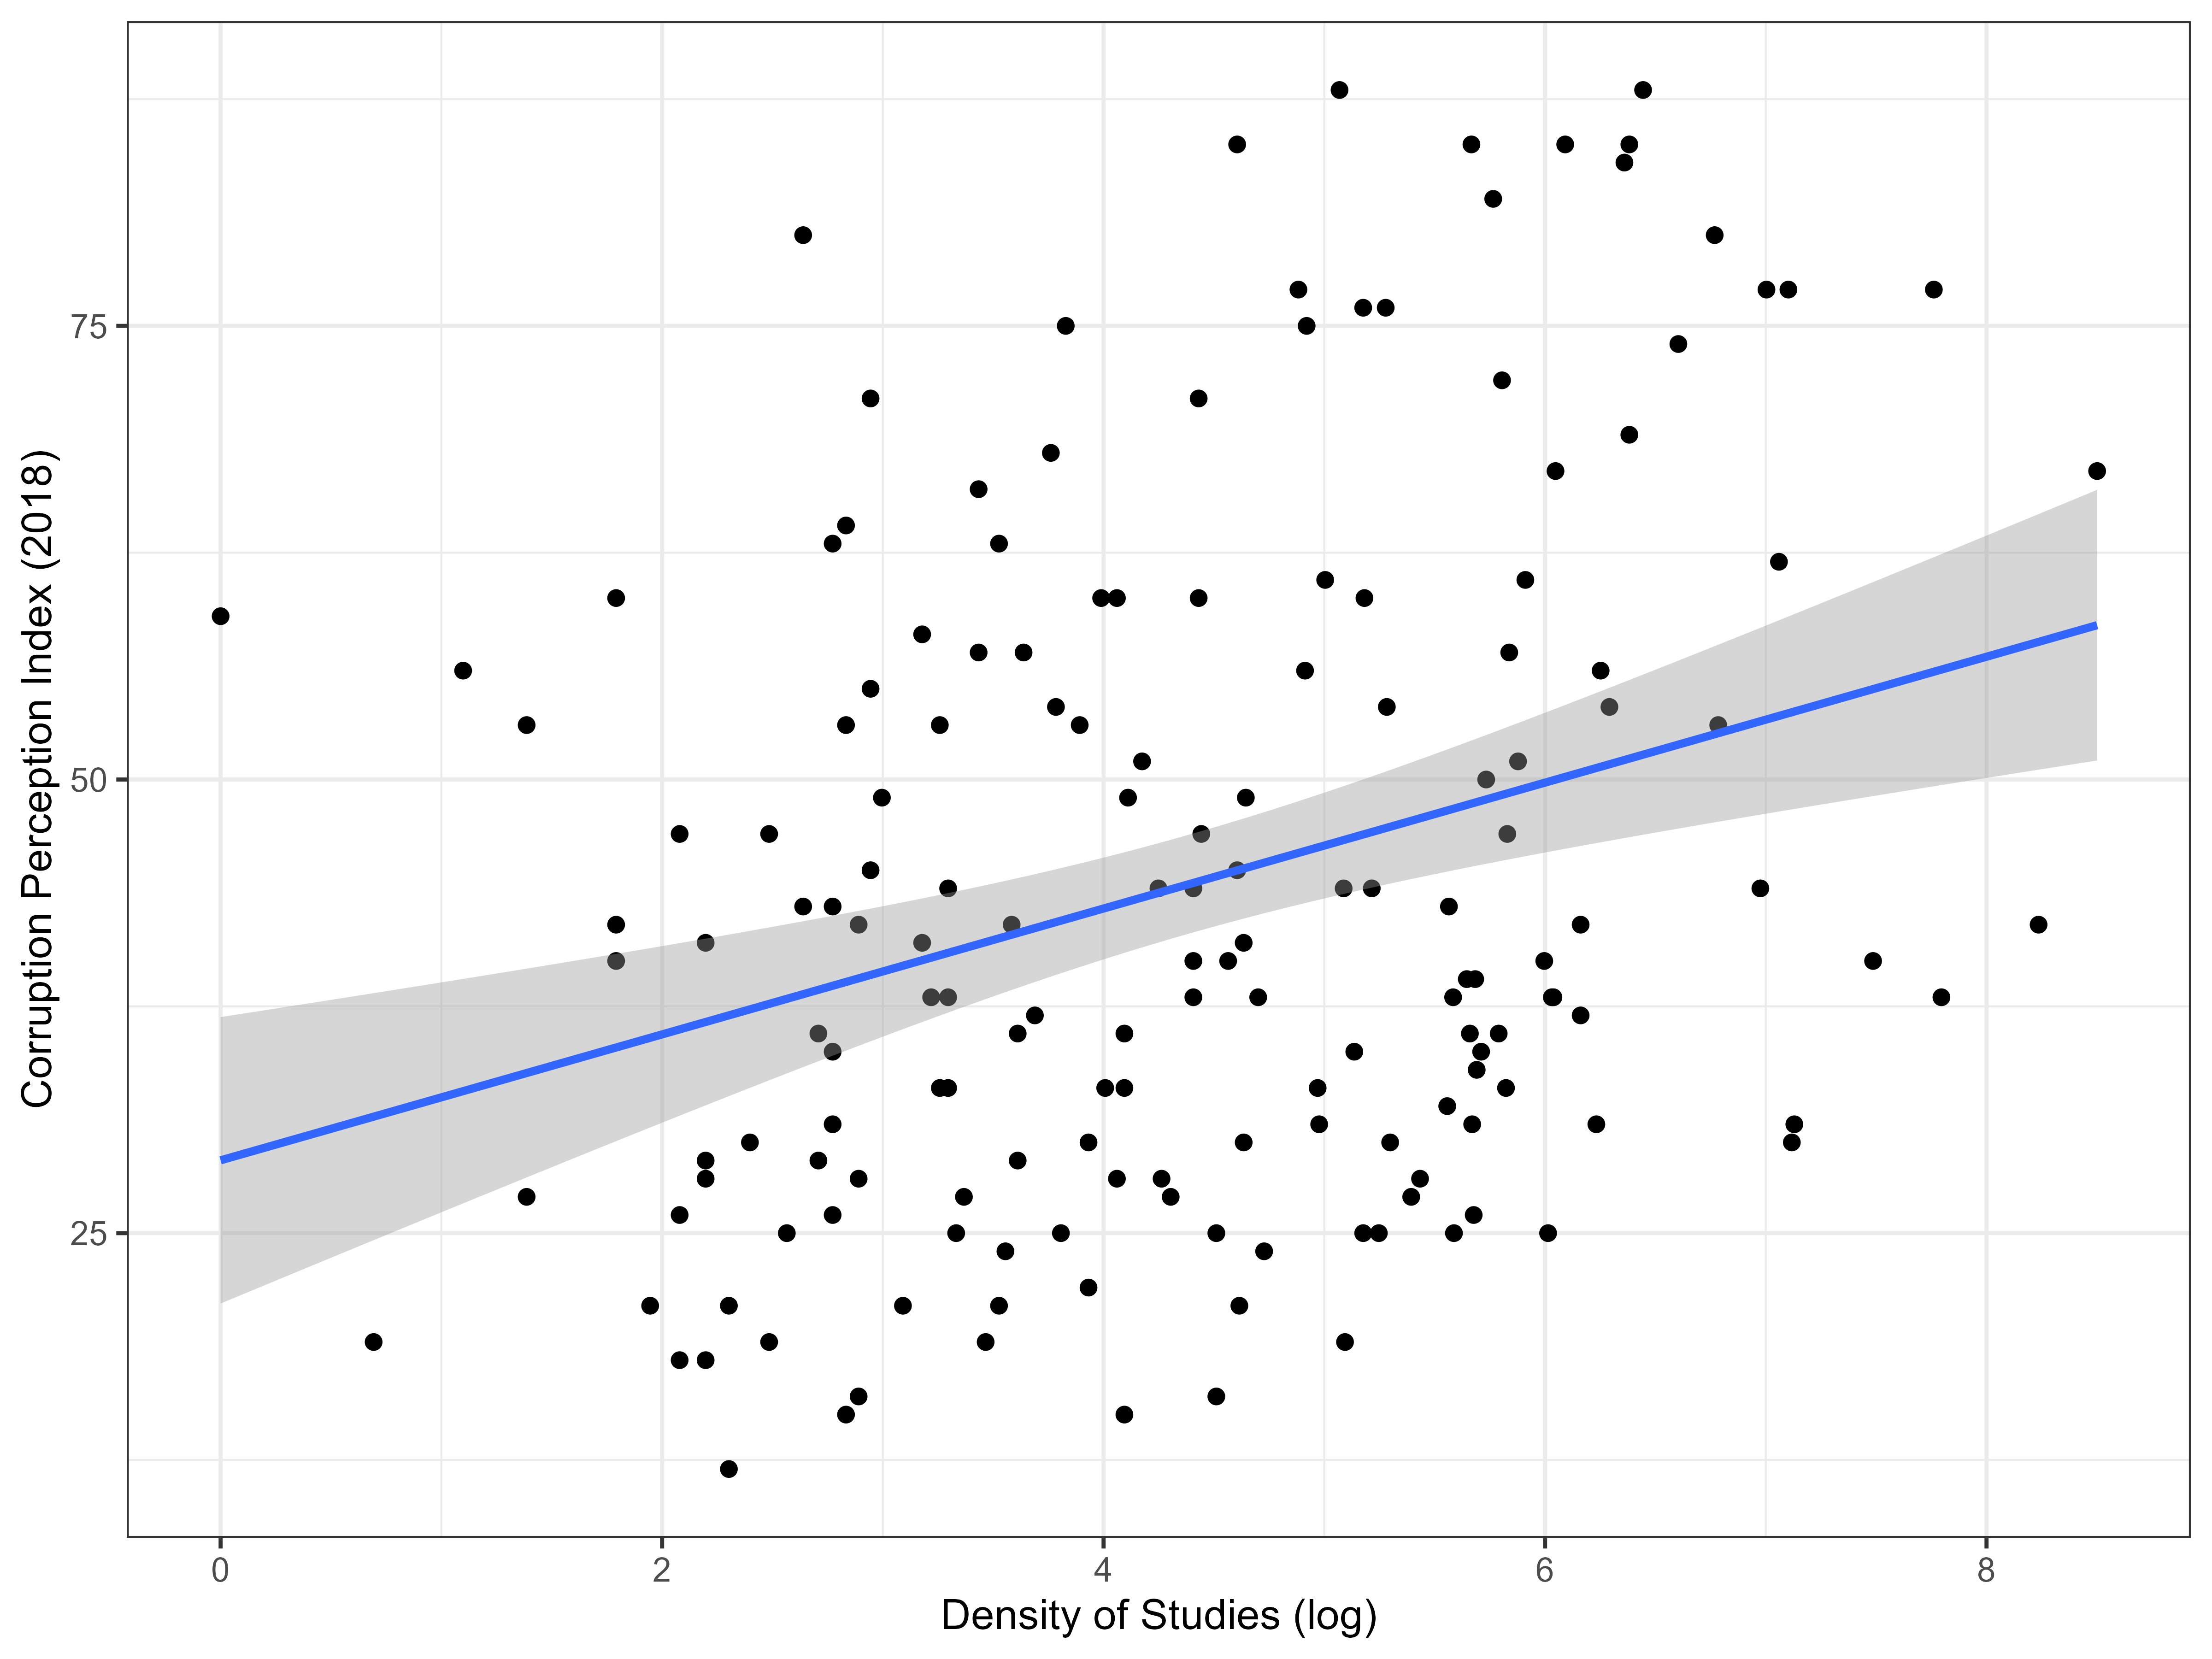 Corruption Perception Index (2018)
75
50
25
0 2 4 6 8
Density of Studies (log)